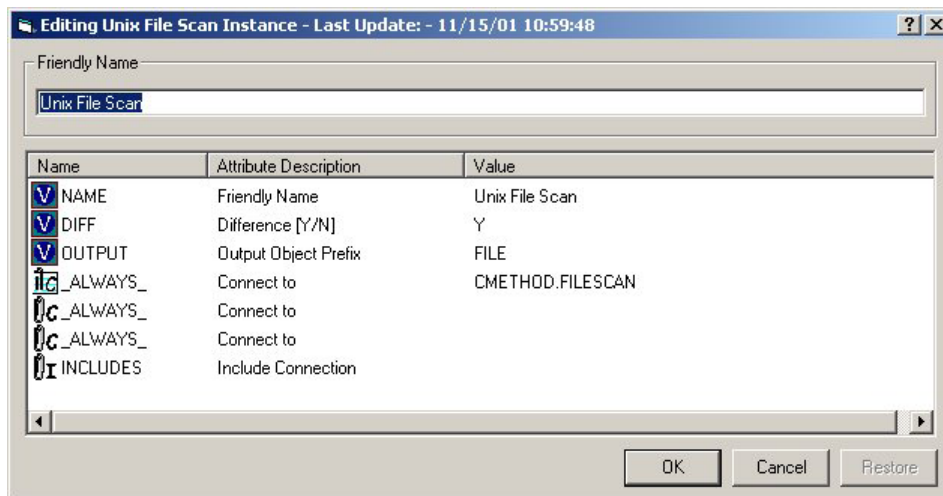 Editing Unix File Scan Instance - Last Update: - 11/15/01 10:59:48
Friendly Name
Unix File Scan
Name Attribute Description Value
V NAME Friendly Name Unix File Scan
V DIFF Difference [Y/N] Y
V OUTPUT Output Object Prefix FILE
_ALWAYS_ Connect to CMETHOD.FILESCAN
C _ALWAYS_ Connect to
C _ALWAYS_ Connect to
I INCLUDES Include Connection
OK Cancel Restore